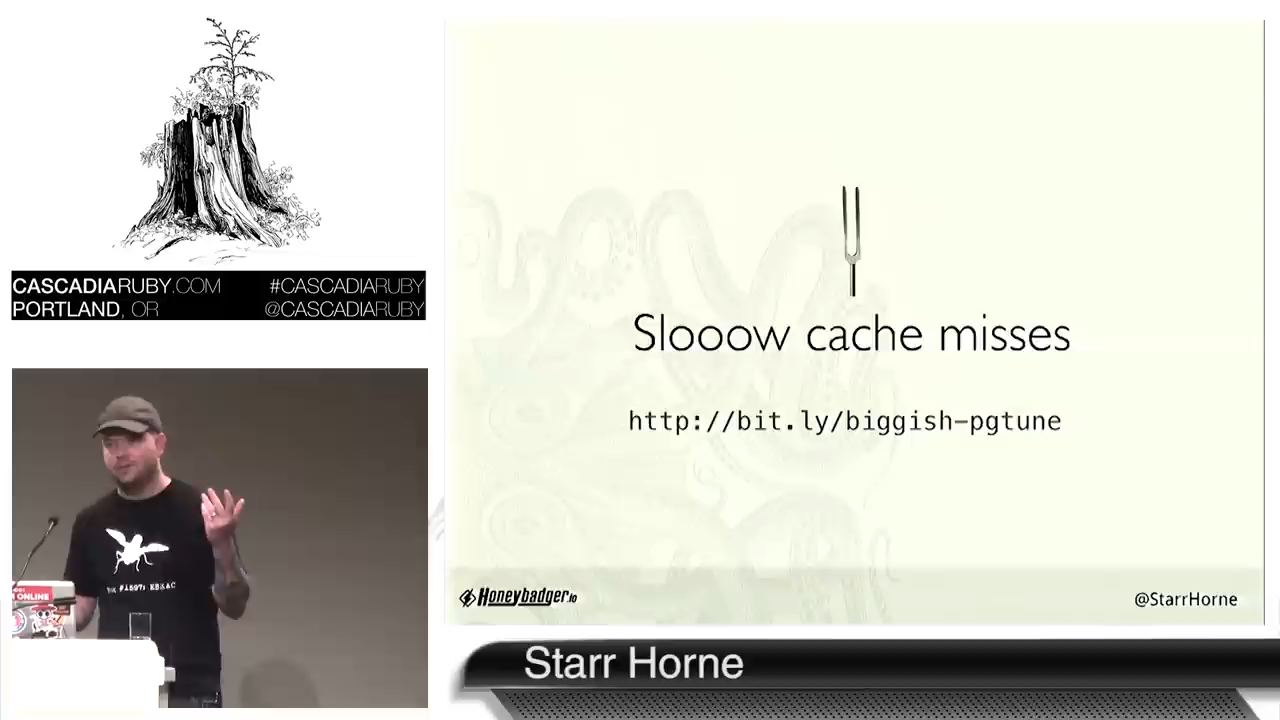 CASCADIARUBY.COM #CASCADIARUBY
PORTLAND, OR @CASCADIARUBY
Slooow cache misses
http://bit.ly/biggish-pgtune
Honeybadger.io
@StarrHorne
Starr Horne
ONLINE